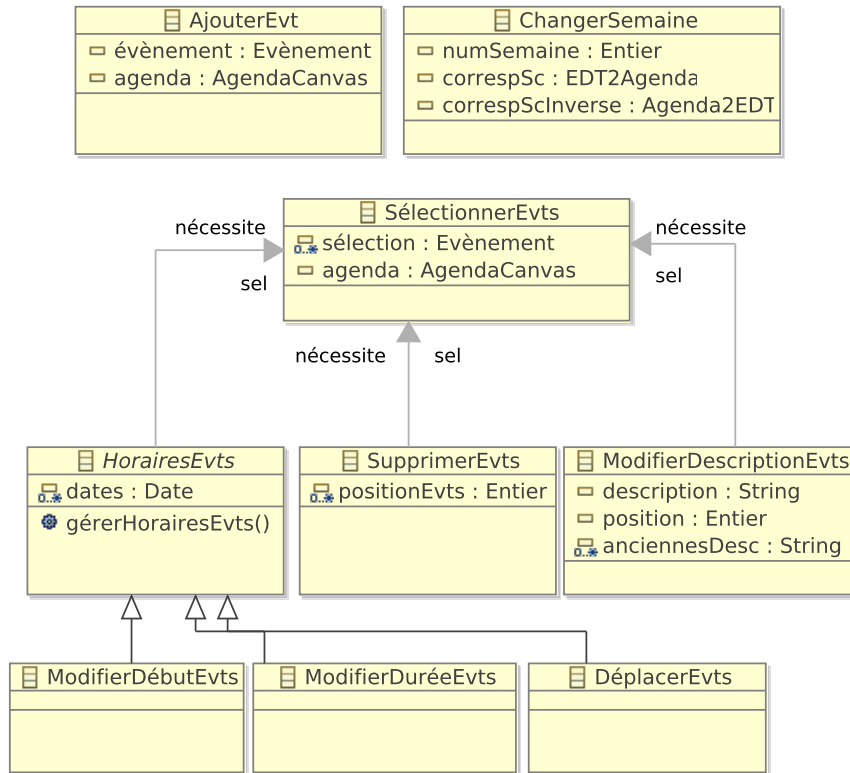 AjouterEvt
évènement : Evènement
agenda : AgendaCanvas
ChangerSemaine
numSemaine : Entier
correspSc : EDT2Agenda
correspScInverse : Agenda2EDT
SélectionnerEvts
sélection : Evènement
agenda : AgendaCanvas
nécessite
sel
nécessite
sel
nécessite
sel
HorairesEvts
dates : Date
gérerHorairesEvts()
SupprimerEvts
positionEvts : Entier
ModifierDescriptionEvts
description : String
position : Entier
anciennesDesc : String
ModifierDébutEvts
ModifierDuréeEvts
DéplacerEvts